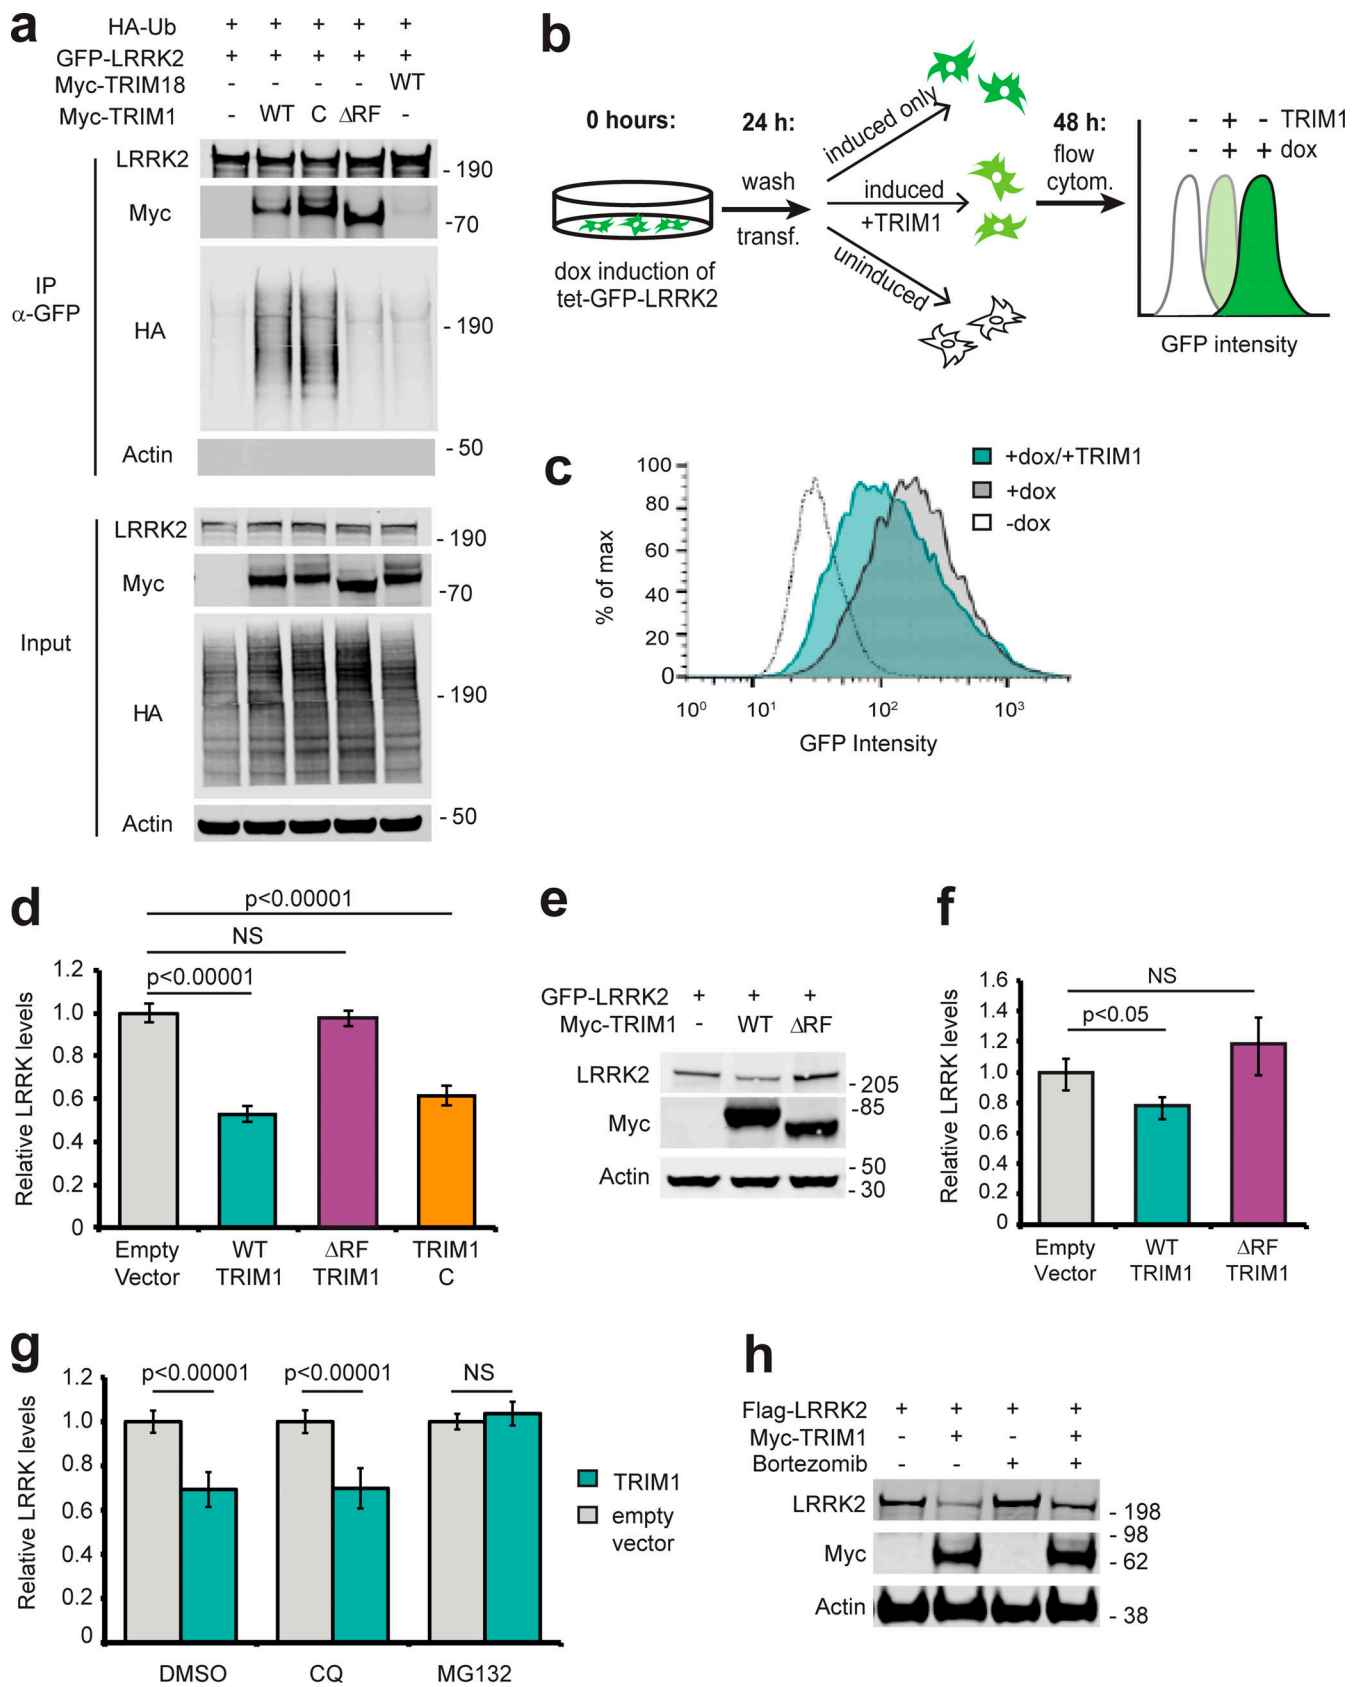 a
HA-Ub + + + + +
GFP-LRRK2 + + + + +
Myc-TRIM18 - - - - WT
Myc-TRIM1 - WT C ΔRF -
IP
α-GFP
LRRK2
- 190
Myc
-70
HA
- 190
Actin
- 50
Input
LRRK2
- 190
Myc
-70
HA
- 190
Actin
- 50
b
0 hours:
dox induction of
tet-GFP-LRRK2
24 h:
wash
transf.
induced only
induced
+TRIM1
uninduced
48 h:
flow
cytom.
- + - TRIM1
- + + dox
GFP intensity
c
% of max
100
80
60
40
20
0
10⁰ 10¹ 10² 10³
GFP Intensity
+dox/+TRIM1
+dox
-dox
d
p<0.00001
NS
p<0.00001
Relative LRRK levels
1.2
1.0
0.8
0.6
0.4
0.2
0
Empty WT ΔRF TRIM1
Vector TRIM1 TRIM1 C
e
GFP-LRRK2 + + +
Myc-TRIM1 - WT ΔRF
LRRK2
- 205
-85
Myc
Actin
- 50
- 30
f
NS
p<0.05
Relative LRRK levels
1.6
1.4
1.2
1.0
0.8
0.6
0.4
0.2
0
Empty WT ΔRF
Vector TRIM1 TRIM1
g
p<0.00001 p<0.00001 NS
Relative LRRK levels
1.2
1.0
0.8
0.6
0.4
0.2
0
DMSO CQ MG132
TRIM1
empty
vector
h
Flag-LRRK2 + + + +
Myc-TRIM1 - + - +
Bortezomib - - + +
LRRK2
- 198
- 98
Myc
- 62
Actin
- 38